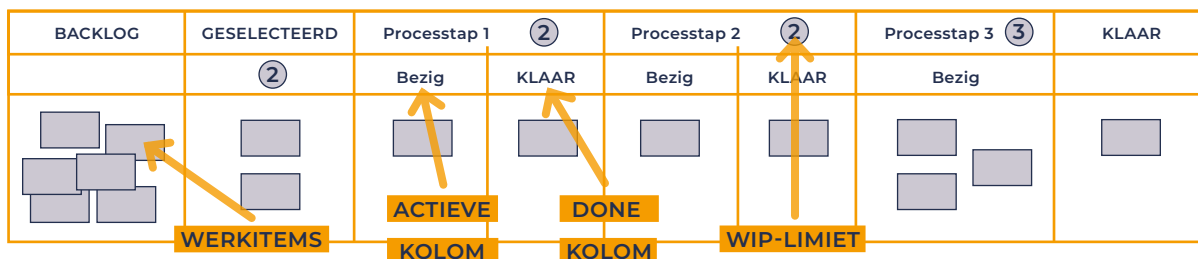 BACKLOG
GESELECTEERD
Processtap 1
2
Processtap 2
2
Processtap 3
3
KLAAR
2
Bezig
KLAAR
Bezig
KLAAR
Bezig
WERKITEMS
ACTIEVE
KOLOM
DONE
KOLOM
WIP-LIMIET